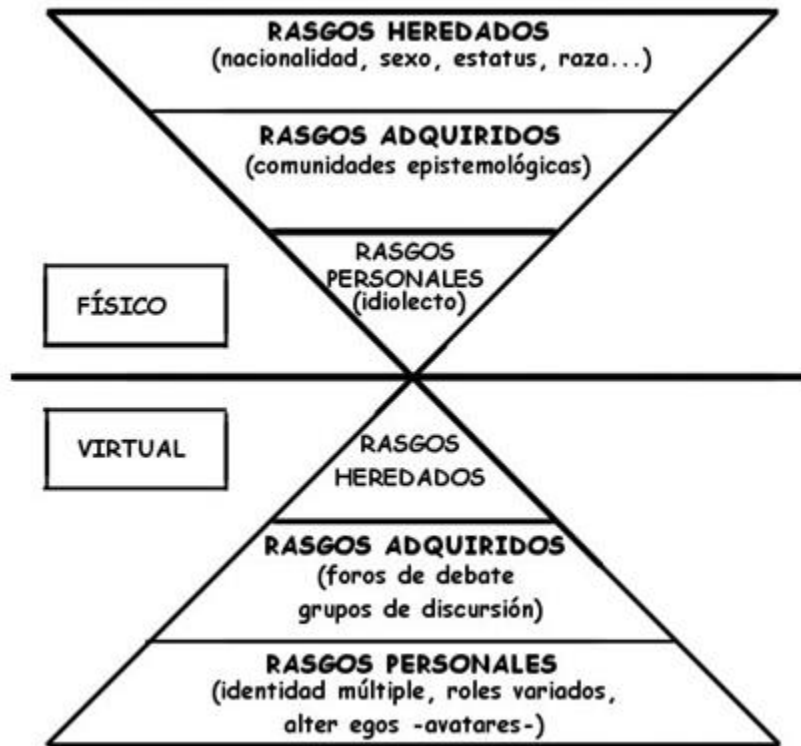 RASGOS HEREDADOS
(nacionalidad, sexo, estatus, raza...)
RASGOS ADQUIRIDOS
(comunidades epistemológicas)
RASGOS
PERSONALES
(idiolecto)
FÍSICO
VIRTUAL
RASGOS
HEREDADOS
RASGOS ADQUIRIDOS
(foros de debate
grupos de discursión)
RASGOS PERSONALES
(identidad múltiple, roles variados,
alter egos -avatares-)